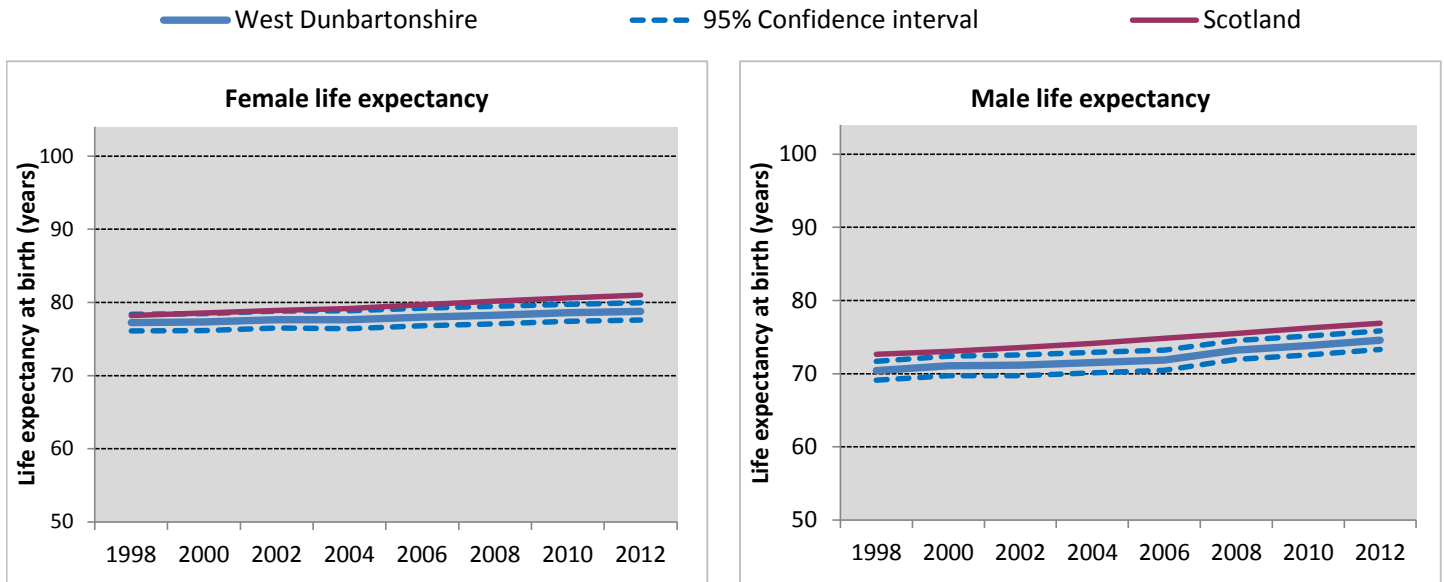 West Dunbartonshire 95% Confidence interval Scotland
Female life expectancy
Life expectancy at birth (years)
100
90
80
70
60
50
1998 2000 2002 2004 2006 2008 2010 2012
Male life expectancy
Life expectancy at birth (years)
100
90
80
70
60
50
1998 2000 2002 2004 2006 2008 2010 2012